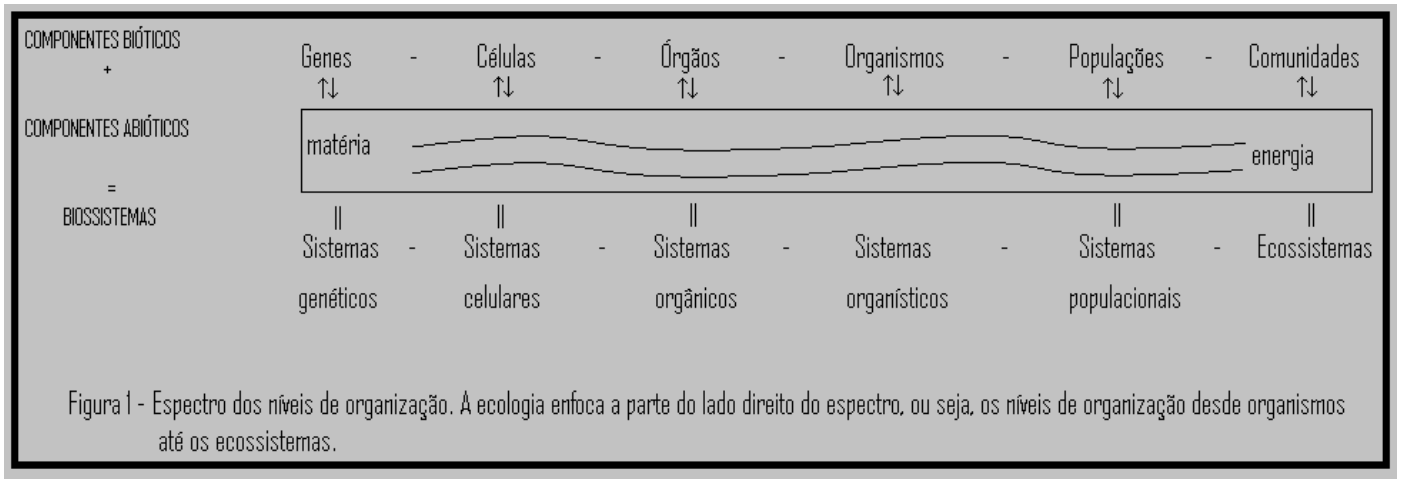 COMPONENTES BIÓTICOS
+
Genes - Células - Órgãos - Organismos - Populações - Comunidades
↑↓ ↑↓ ↑↓ ↑↓ ↑↓ ↑↓
COMPONENTES ABIÓTICOS
matéria energia
=
BIOSSISTEMAS
|| || || || ||
Sistemas - Sistemas - Sistemas - Sistemas - Sistemas - Ecossistemas
genéticos celulares orgânicos organísticos populacionais
Figura 1 - Espectro dos níveis de organização. A ecologia enfoca a parte do lado direito do espectro, ou seja, os níveis de organização desde organismos
até os ecossistemas.